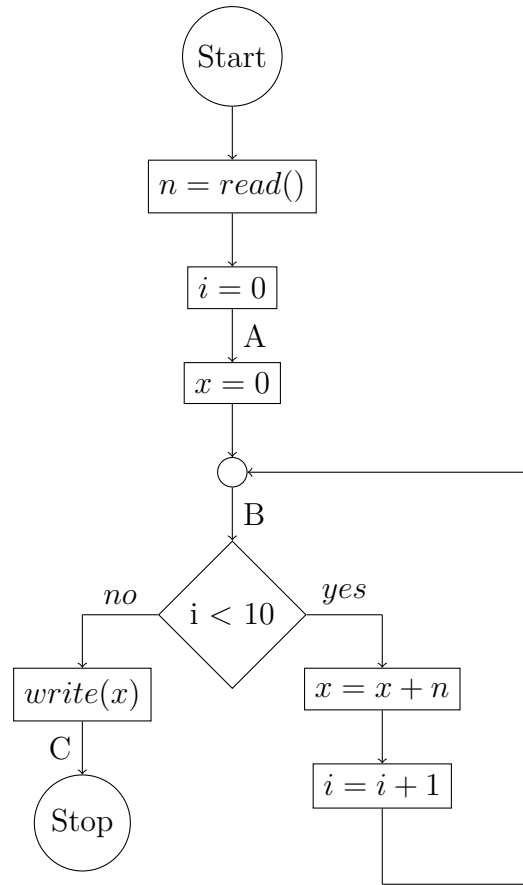 Start
n = read()
i = 0
A
x = 0
B
no
yes
i < 10
write(x)
x = x + n
C
i = i + 1
Stop